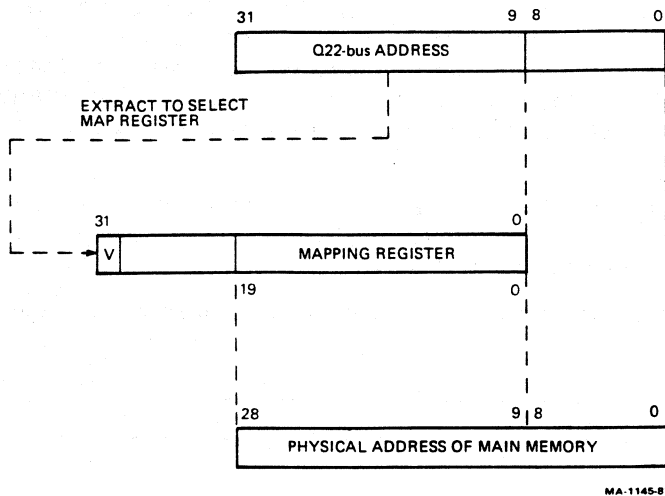 31 9 8 0
Q22-bus ADDRESS
EXTRACT TO SELECT
MAP REGISTER
31 0
V MAPPING REGISTER
19 0
28 9 8 0
PHYSICAL ADDRESS OF MAIN MEMORY
MA-1145-8